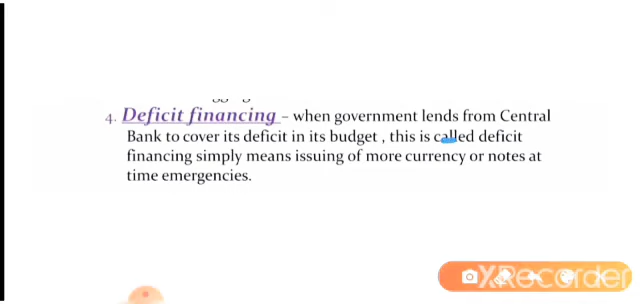 4. Deficit financing – when government lends from Central
Bank to cover its deficit in its budget , this is called deficit
financing simply means issuing of more currency or notes at
time emergencies.
XRecorder